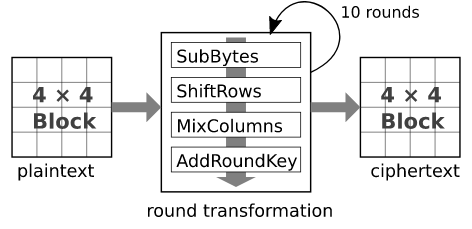 10 rounds
4 × 4
Block
plaintext
SubBytes
ShiftRows
MixColumns
AddRoundKey
round transformation
4 × 4
Block
ciphertext